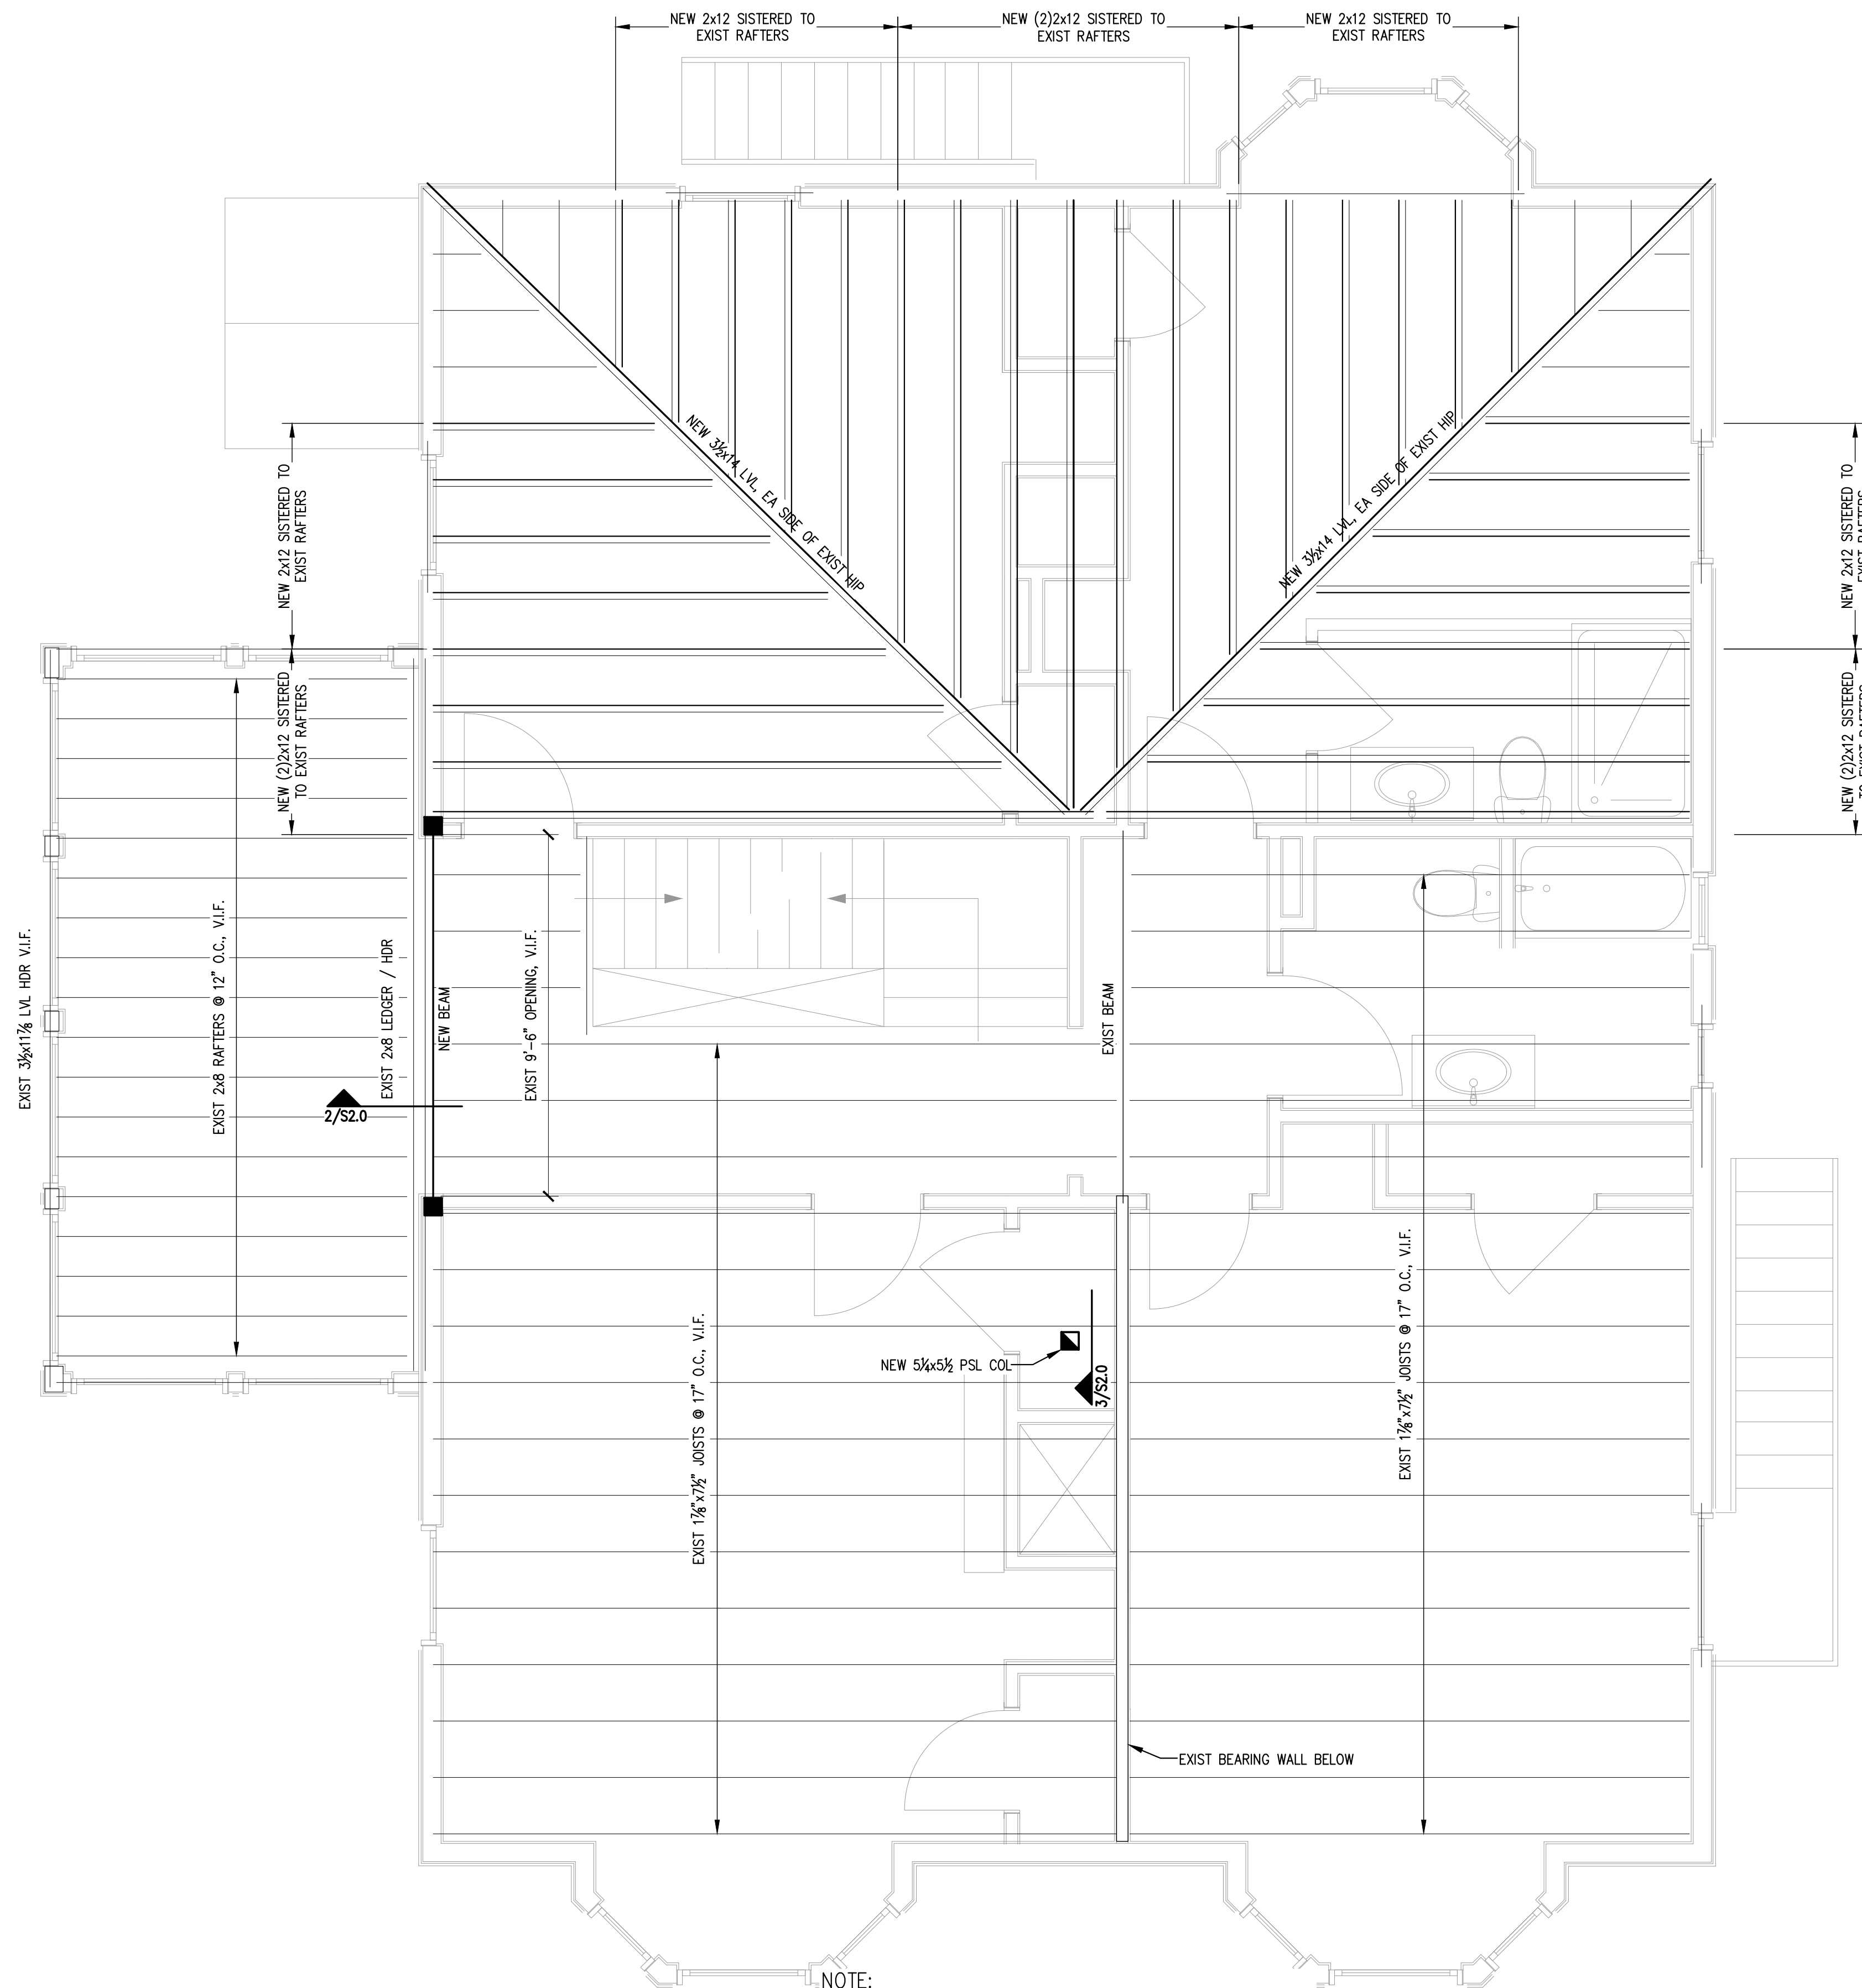 NEW 2x12 SISTERED TO
EXIST RAFTERS
NEW (2)2x12 SISTERED TO
EXIST RAFTERS
NEW 2x12 SISTERED TO
EXIST RAFTERS
NEW 3½x14 LVL, EA SIDE OF EXIST HIP
NEW 3½x14 LVL, EA SIDE OF EXIST HIP
NEW 2x12 SISTERED TO
EXIST RAFTERS
NEW (2)2x12 SISTERED
TO EXIST RAFTERS
NEW 2x12 SISTERED TO
EXIST RAFTERS
NEW (2)2x12 SISTERED
TO EXIST RAFTERS
EXIST 3½x11⅞ LVL HDR V.I.F.
EXIST 2x8 RAFTERS @ 12" O.C., V.I.F.
EXIST 2x8 LEDGER / HDR
NEW BEAM
EXIST 9'-6" OPENING, V.I.F.
EXIST BEAM
2/S2.0
EXIST 1⅞"x7½" JOISTS @ 17" O.C., V.I.F.
NEW 5¼x5½ PSL COL
3/S2.0
EXIST 1⅞"x7½" JOISTS @ 17" O.C., V.I.F.
EXIST BEARING WALL BELOW
NOTE: